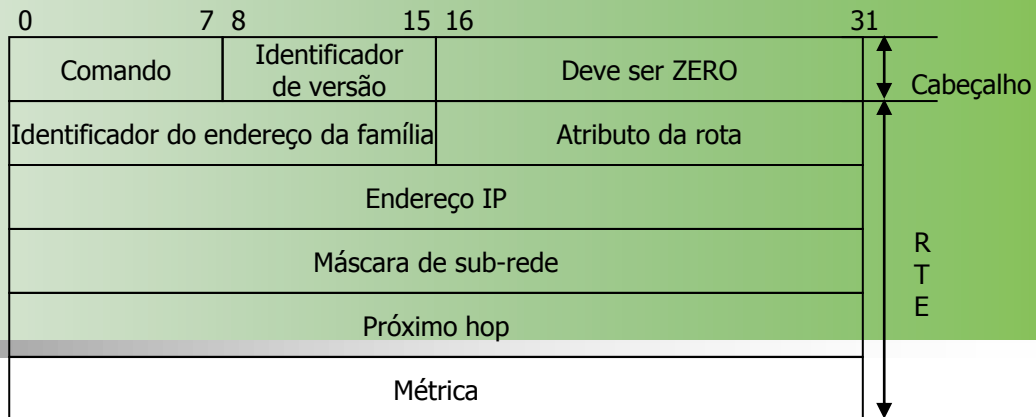 0 7 8 15 16 31
Comando
Identificador
de versão
Deve ser ZERO
Cabeçalho
Identificador do endereço da família
Atributo da rota
Endereço IP
Máscara de sub-rede
R
T
E
Próximo hop
Métrica